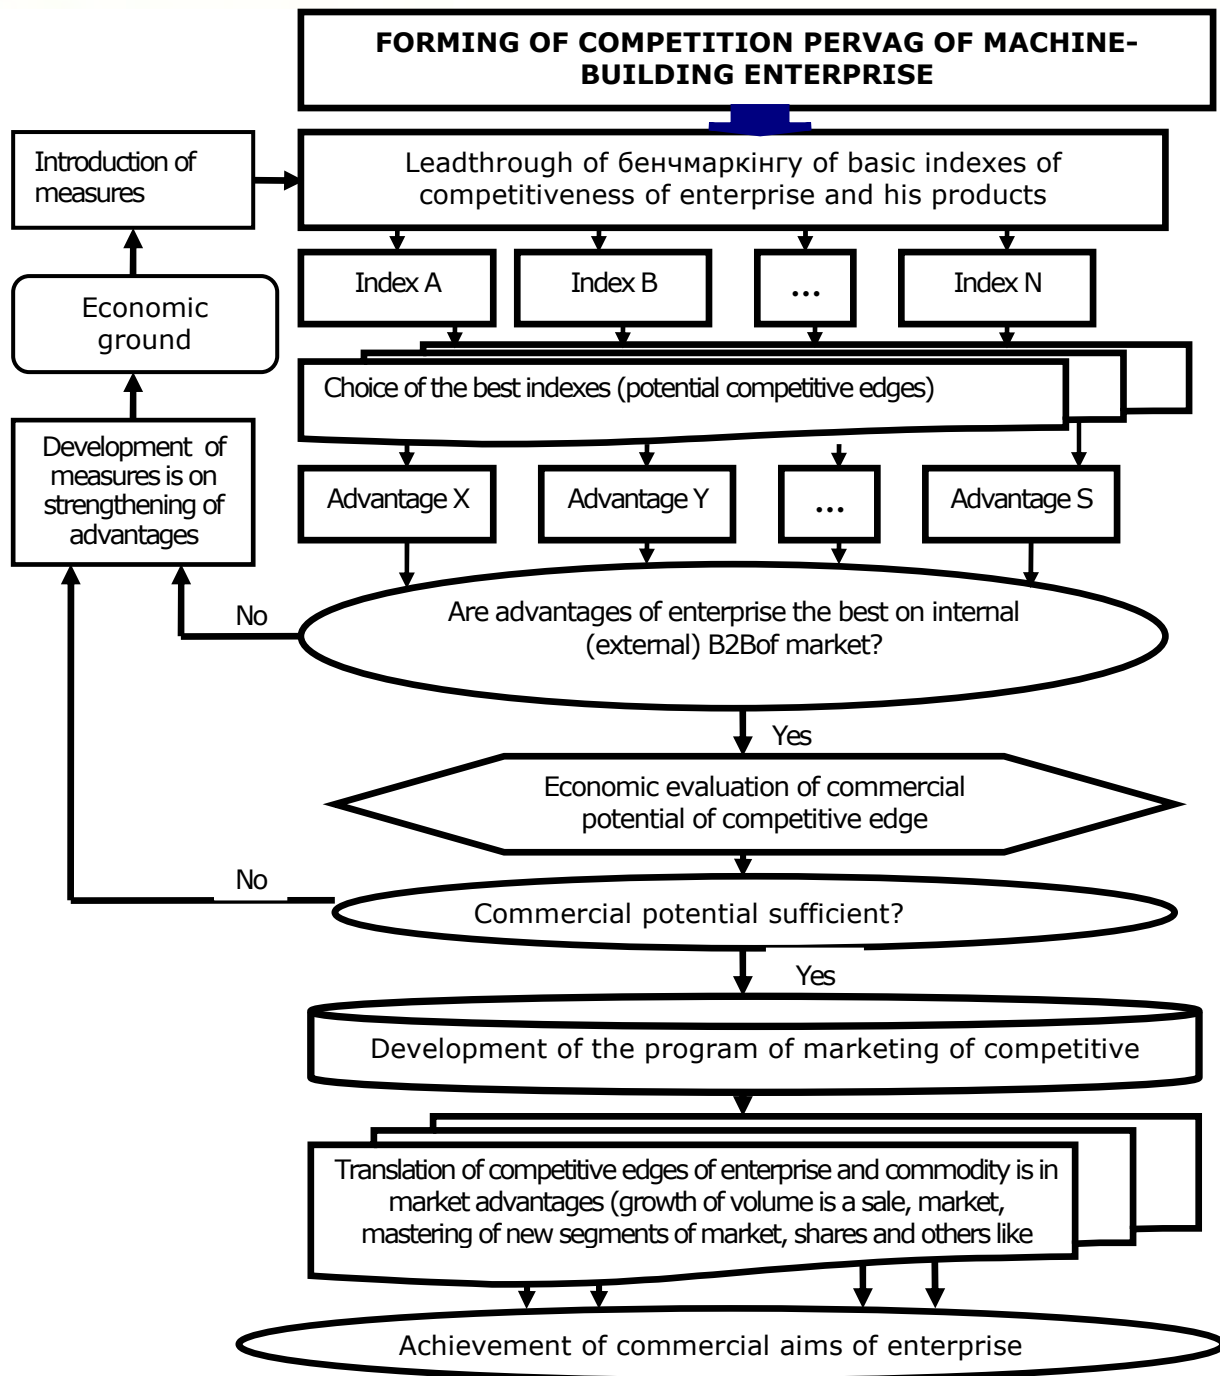 FORMING OF COMPETITION PERVAG OF MACHINE-
BUILDING ENTERPRISE
Introduction of
measures
Leadthrough of бенчмаркінгу of basic indexes of
competitiveness of enterprise and his products
Index A
Index B
...
Index N
Economic
ground
Choice of the best indexes (potential competitive edges)
Development of
measures is on
strengthening of
advantages
Advantage X
Advantage Y
...
Advantage S
No
Are advantages of enterprise the best on internal
(external) B2Bof market?
Yes
Economic evaluation of commercial
potential of competitive edge
No
Commercial potential sufficient?
Yes
Development of the program of marketing of competitive
Translation of competitive edges of enterprise and commodity is in
market advantages (growth of volume is a sale, market,
mastering of new segments of market, shares and others like
Achievement of commercial aims of enterprise